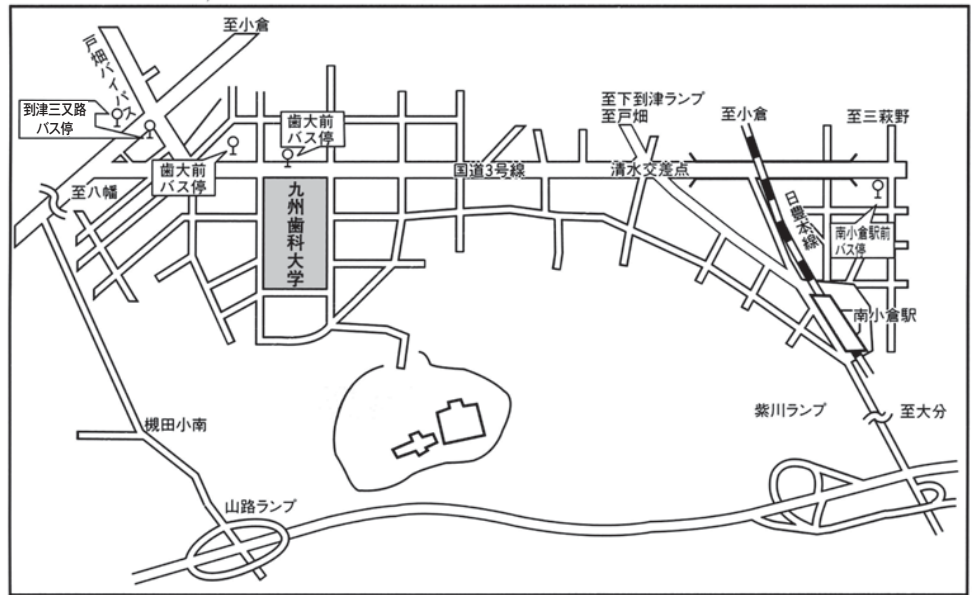 至小倉
戸畑バイパス
到津三又路
バス停
歯大前
バス停
歯大前
バス停
至下到津ランプ
至戸畑
至小倉
至三萩野
国道3号線
清水交差点
至八幡
九州歯科大学
日豊本線
南小倉駅前
バス停
南小倉駅
槻田小南
紫川ランプ
至大分
山路ランプ